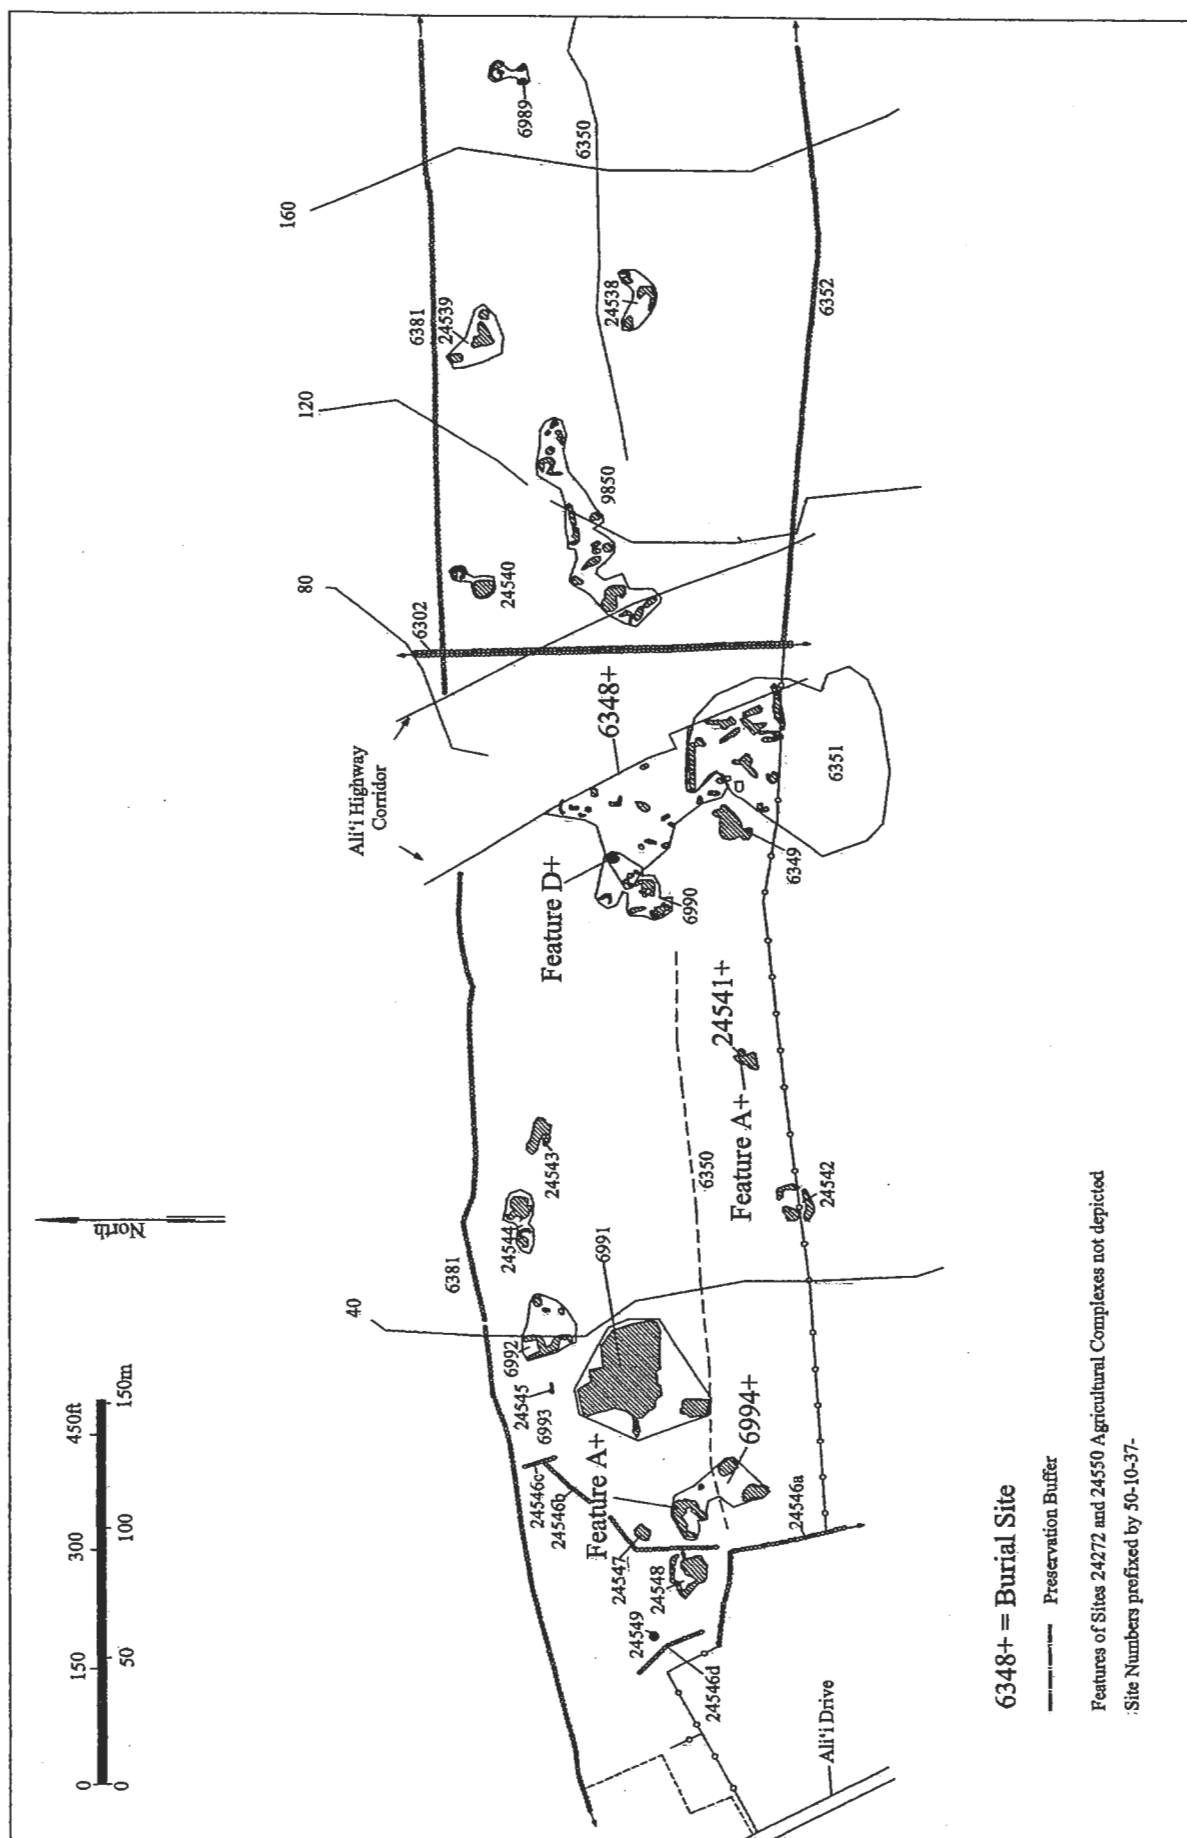 6989
6350
160
6381
24539
24538
6352
120
9850
24540
80
6302
6348+
Ali'i Highway
Corridor
6351
Feature D+
6349
6990
24541+
Feature A+
24543
6350
24542
24544
North
6381
6991
40
6992
24545
6993
6994+
24546c
24546b
Feature A+
24546a
24547
24548
24549
24546d
Ali'i Drive
0 150 300 450ft
0 50 100 150m
6348+ = Burial Site
Preservation Buffer
Features of Sites 24272 and 24550 Agricultural Complexes not depicted
Site Numbers prefixed by 50-10-37-